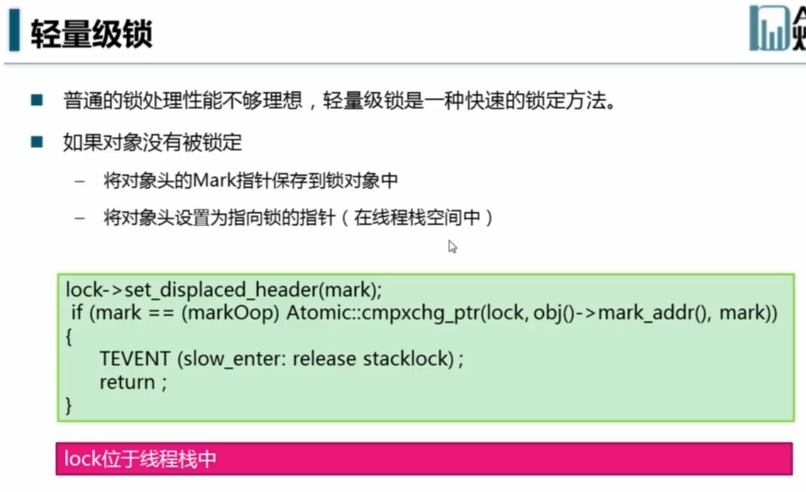 轻量级锁
普通的锁处理性能不够理想，轻量级锁是一种快速的锁定方法。
如果对象没有被锁定
– 将对象头的Mark指针保存到锁对象中
– 将对象头设置为指向锁的指针（在线程栈空间中）
lock->set_displaced_header(mark);
if (mark == (markOop) Atomic::cmpxchg_ptr(lock, obj()->mark_addr(), mark))
{
TEVENT (slow_enter: release stacklock) ;
return ;
}
lock位于线程栈中